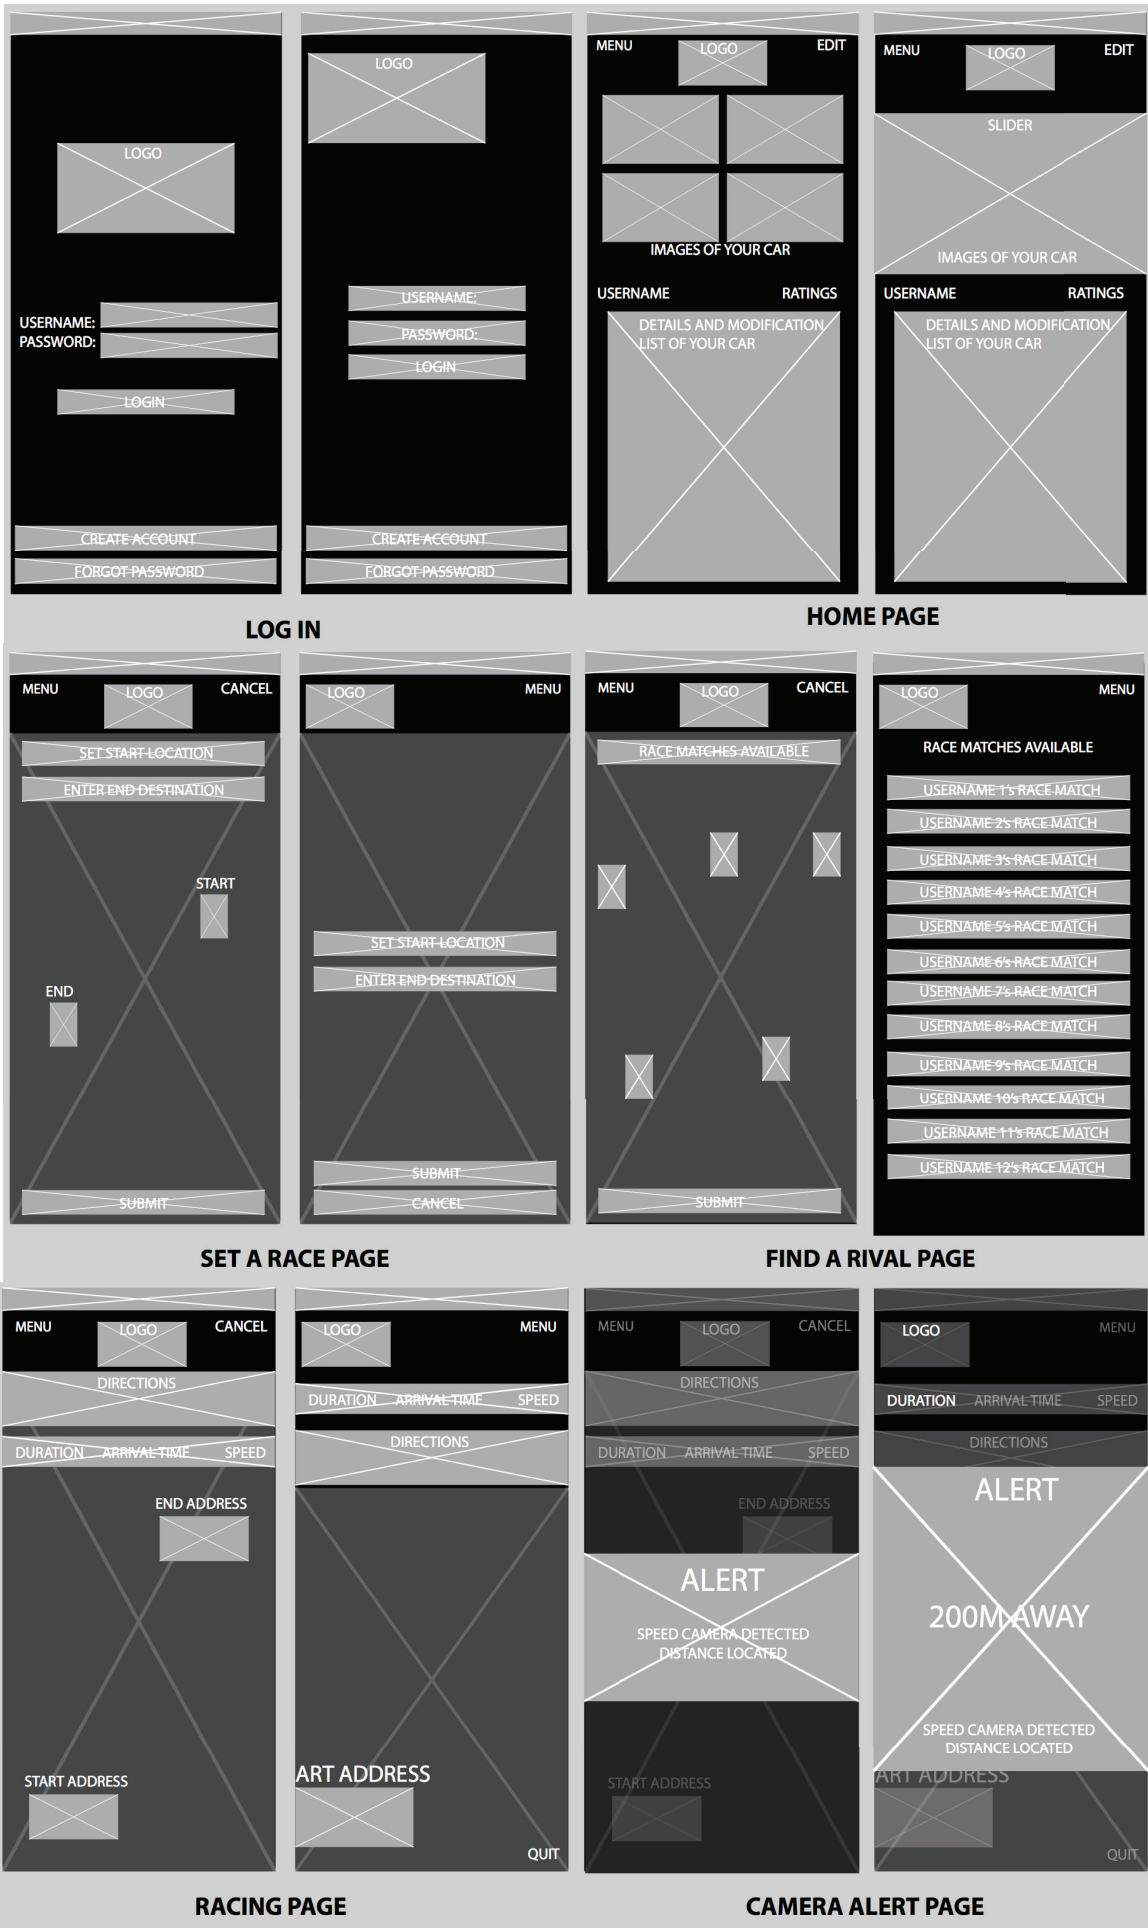 LOGO
USERNAME:
PASSWORD:
LOGIN
CREATE ACCOUNT
FORGOT PASSWORD
LOGO
USERNAME:
PASSWORD:
LOGIN
CREATE ACCOUNT
FORGOT PASSWORD
LOG IN
MENU
LOGO
EDIT
IMAGES OF YOUR CAR
USERNAME
RATINGS
DETAILS AND MODIFICATION
LIST OF YOUR CAR
MENU
LOGO
EDIT
SLIDER
IMAGES OF YOUR CAR
USERNAME
RATINGS
DETAILS AND MODIFICATION
LIST OF YOUR CAR
HOME PAGE
MENU
LOGO
CANCEL
SET START LOCATION
ENTER END DESTINATION
START
END
SUBMIT
LOGO
MENU
SET START LOCATION
ENTER END DESTINATION
SUBMIT
CANCEL
SET A RACE PAGE
MENU
LOGO
CANCEL
RACE MATCHES AVAILABLE
SUBMIT
LOGO
MENU
RACE MATCHES AVAILABLE
USERNAME 1's RACE MATCH
USERNAME 2's RACE MATCH
USERNAME 3's RACE MATCH
USERNAME 4's RACE MATCH
USERNAME 5's RACE MATCH
USERNAME 6's RACE MATCH
USERNAME 7's RACE MATCH
USERNAME 8's RACE MATCH
USERNAME 9's RACE MATCH
USERNAME 10's RACE MATCH
USERNAME 11's RACE MATCH
USERNAME 12's RACE MATCH
FIND A RIVAL PAGE
MENU
LOGO
CANCEL
DIRECTIONS
DURATION ARRIVAL TIME SPEED
END ADDRESS
START ADDRESS
LOGO
MENU
DURATION ARRIVAL TIME SPEED
DIRECTIONS
ART ADDRESS
QUIT
RACING PAGE
MENU
LOGO
CANCEL
DIRECTIONS
DURATION ARRIVAL TIME SPEED
END ADDRESS
ALERT
SPEED CAMERA DETECTED
DISTANCE LOCATED
START ADDRESS
LOGO
MENU
DURATION ARRIVAL TIME SPEED
DIRECTIONS
ALERT
200M AWAY
SPEED CAMERA DETECTED
DISTANCE LOCATED
ART ADDRESS
QUIT
CAMERA ALERT PAGE